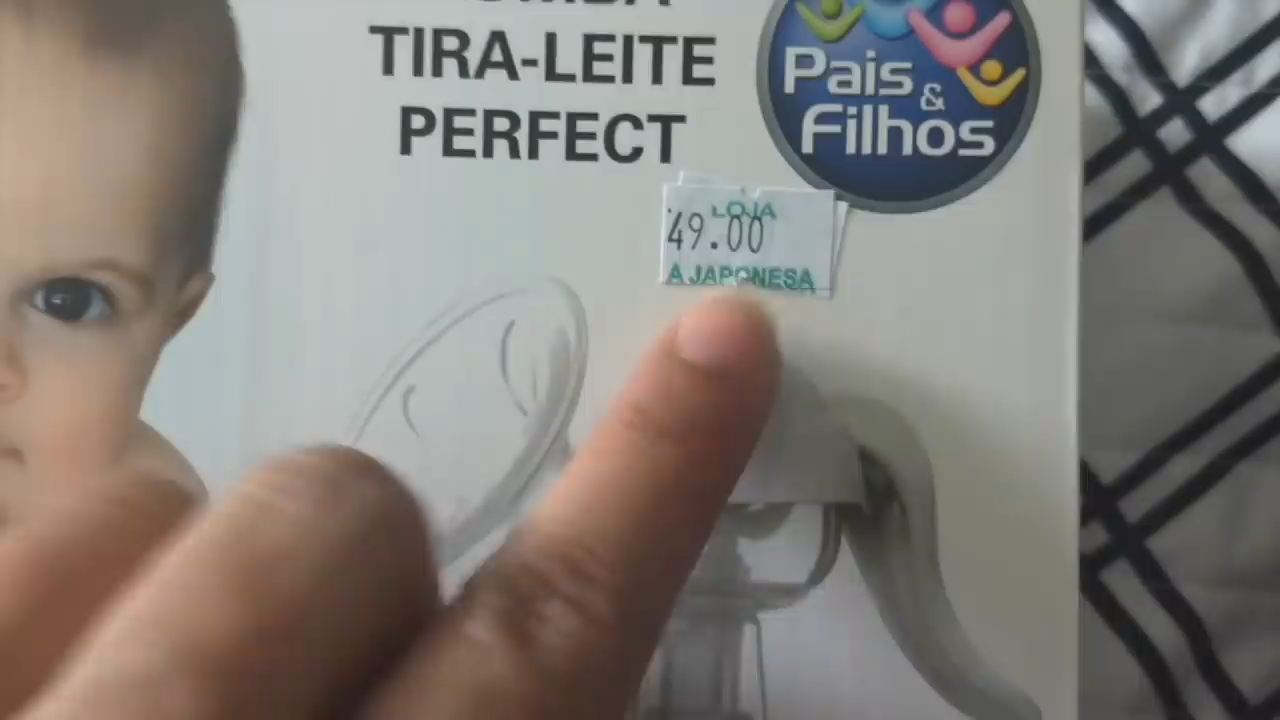 TIRA-LEITE
PERFECT
Pais
&
Filhos
LOJA
49.00
A JAPONESA